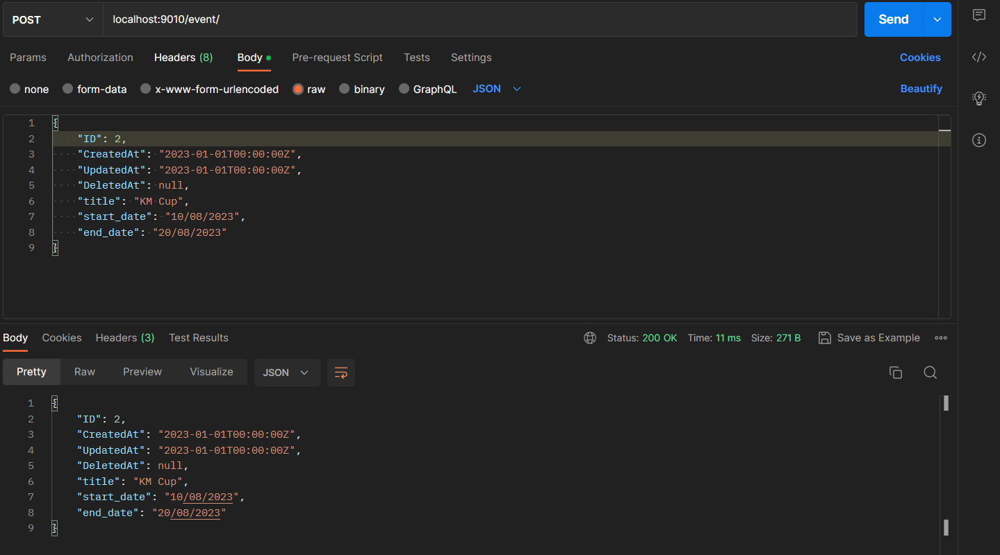 POST localhost:9010/event/ Send
Params Authorization Headers (8) Body Pre-request Script Tests Settings Cookies
none form-data x-www-form-urlencoded raw binary GraphQL JSON Beautify
1 {
2 "ID": 2,
3 "CreatedAt": "2023-01-01T00:00:00Z",
4 "UpdatedAt": "2023-01-01T00:00:00Z",
5 "DeletedAt": null,
6 "title": "KM Cup",
7 "start_date": "10/08/2023",
8 "end_date": "20/08/2023"
9 }
Body Cookies Headers (3) Test Results Status: 200 OK Time: 11 ms Size: 271 B Save as Example
Pretty Raw Preview Visualize JSON
1 {
2 "ID": 2,
3 "CreatedAt": "2023-01-01T00:00:00Z",
4 "UpdatedAt": "2023-01-01T00:00:00Z",
5 "DeletedAt": null,
6 "title": "KM Cup",
7 "start_date": "10/08/2023",
8 "end_date": "20/08/2023"
9 }